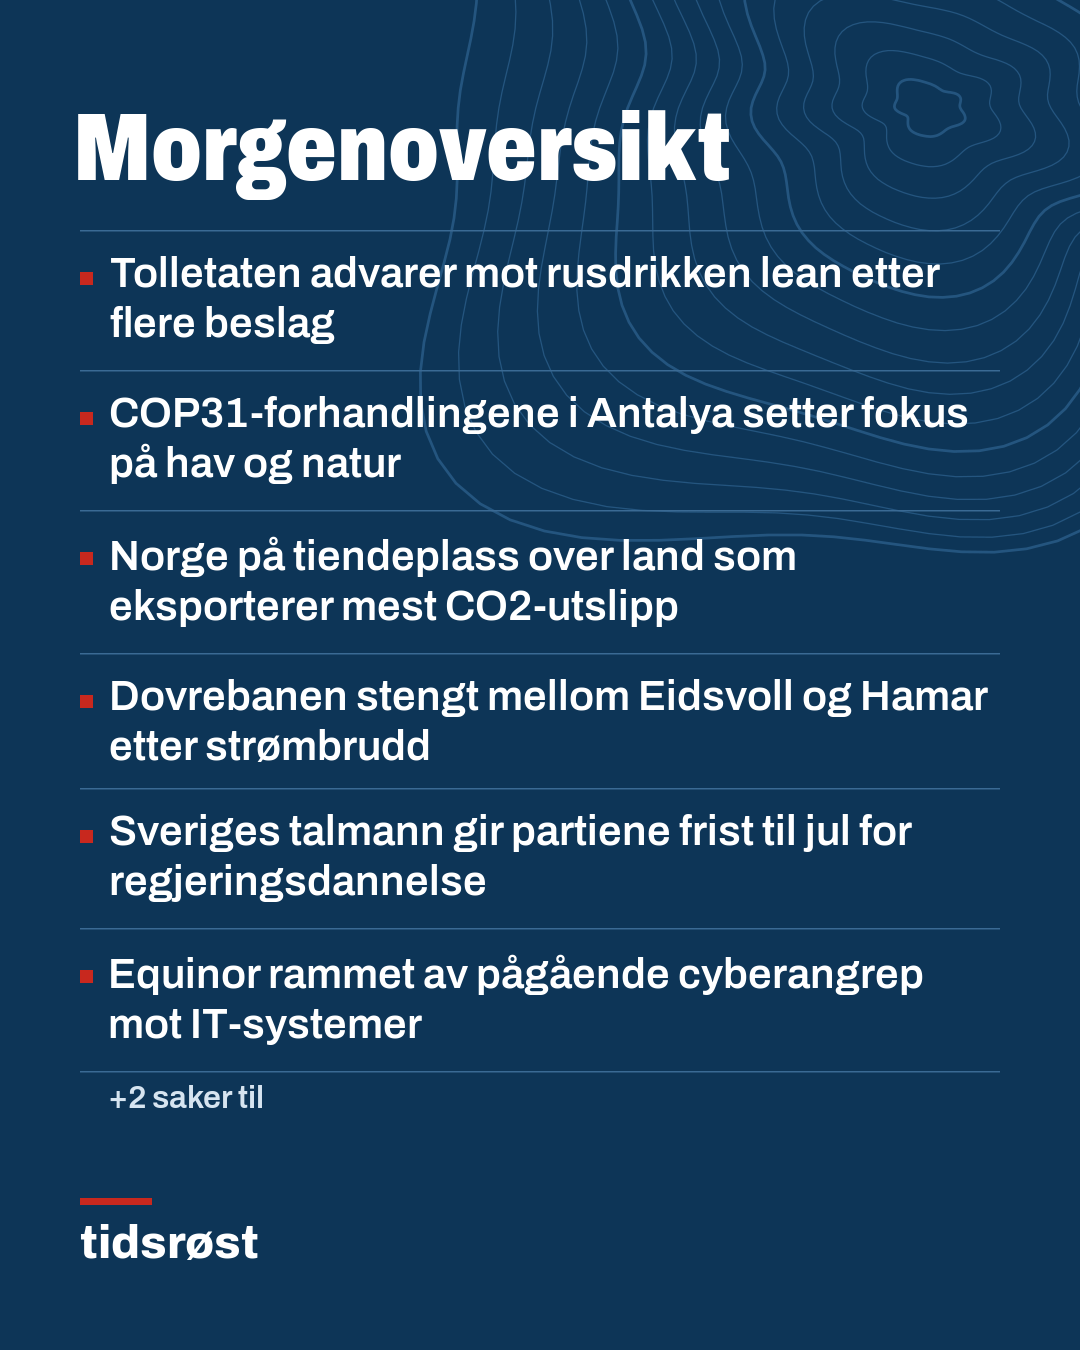 Morgenoversikt
Tolletaten advarer mot rusdrikken lean etter
flere beslag
COP31-forhandlingene i Antalya setter fokus
på hav og natur
Norge på tiendeplass over land som
eksporterer mest CO2-utslipp
Dovrebanen stengt mellom Eidsvoll og Hamar
etter strømbrudd
Sveriges talmann gir partiene frist til jul for
regjeringsdannelse
Equinor rammet av pågående cyberangrep
mot IT-systemer
+2 saker til
tidsrøst